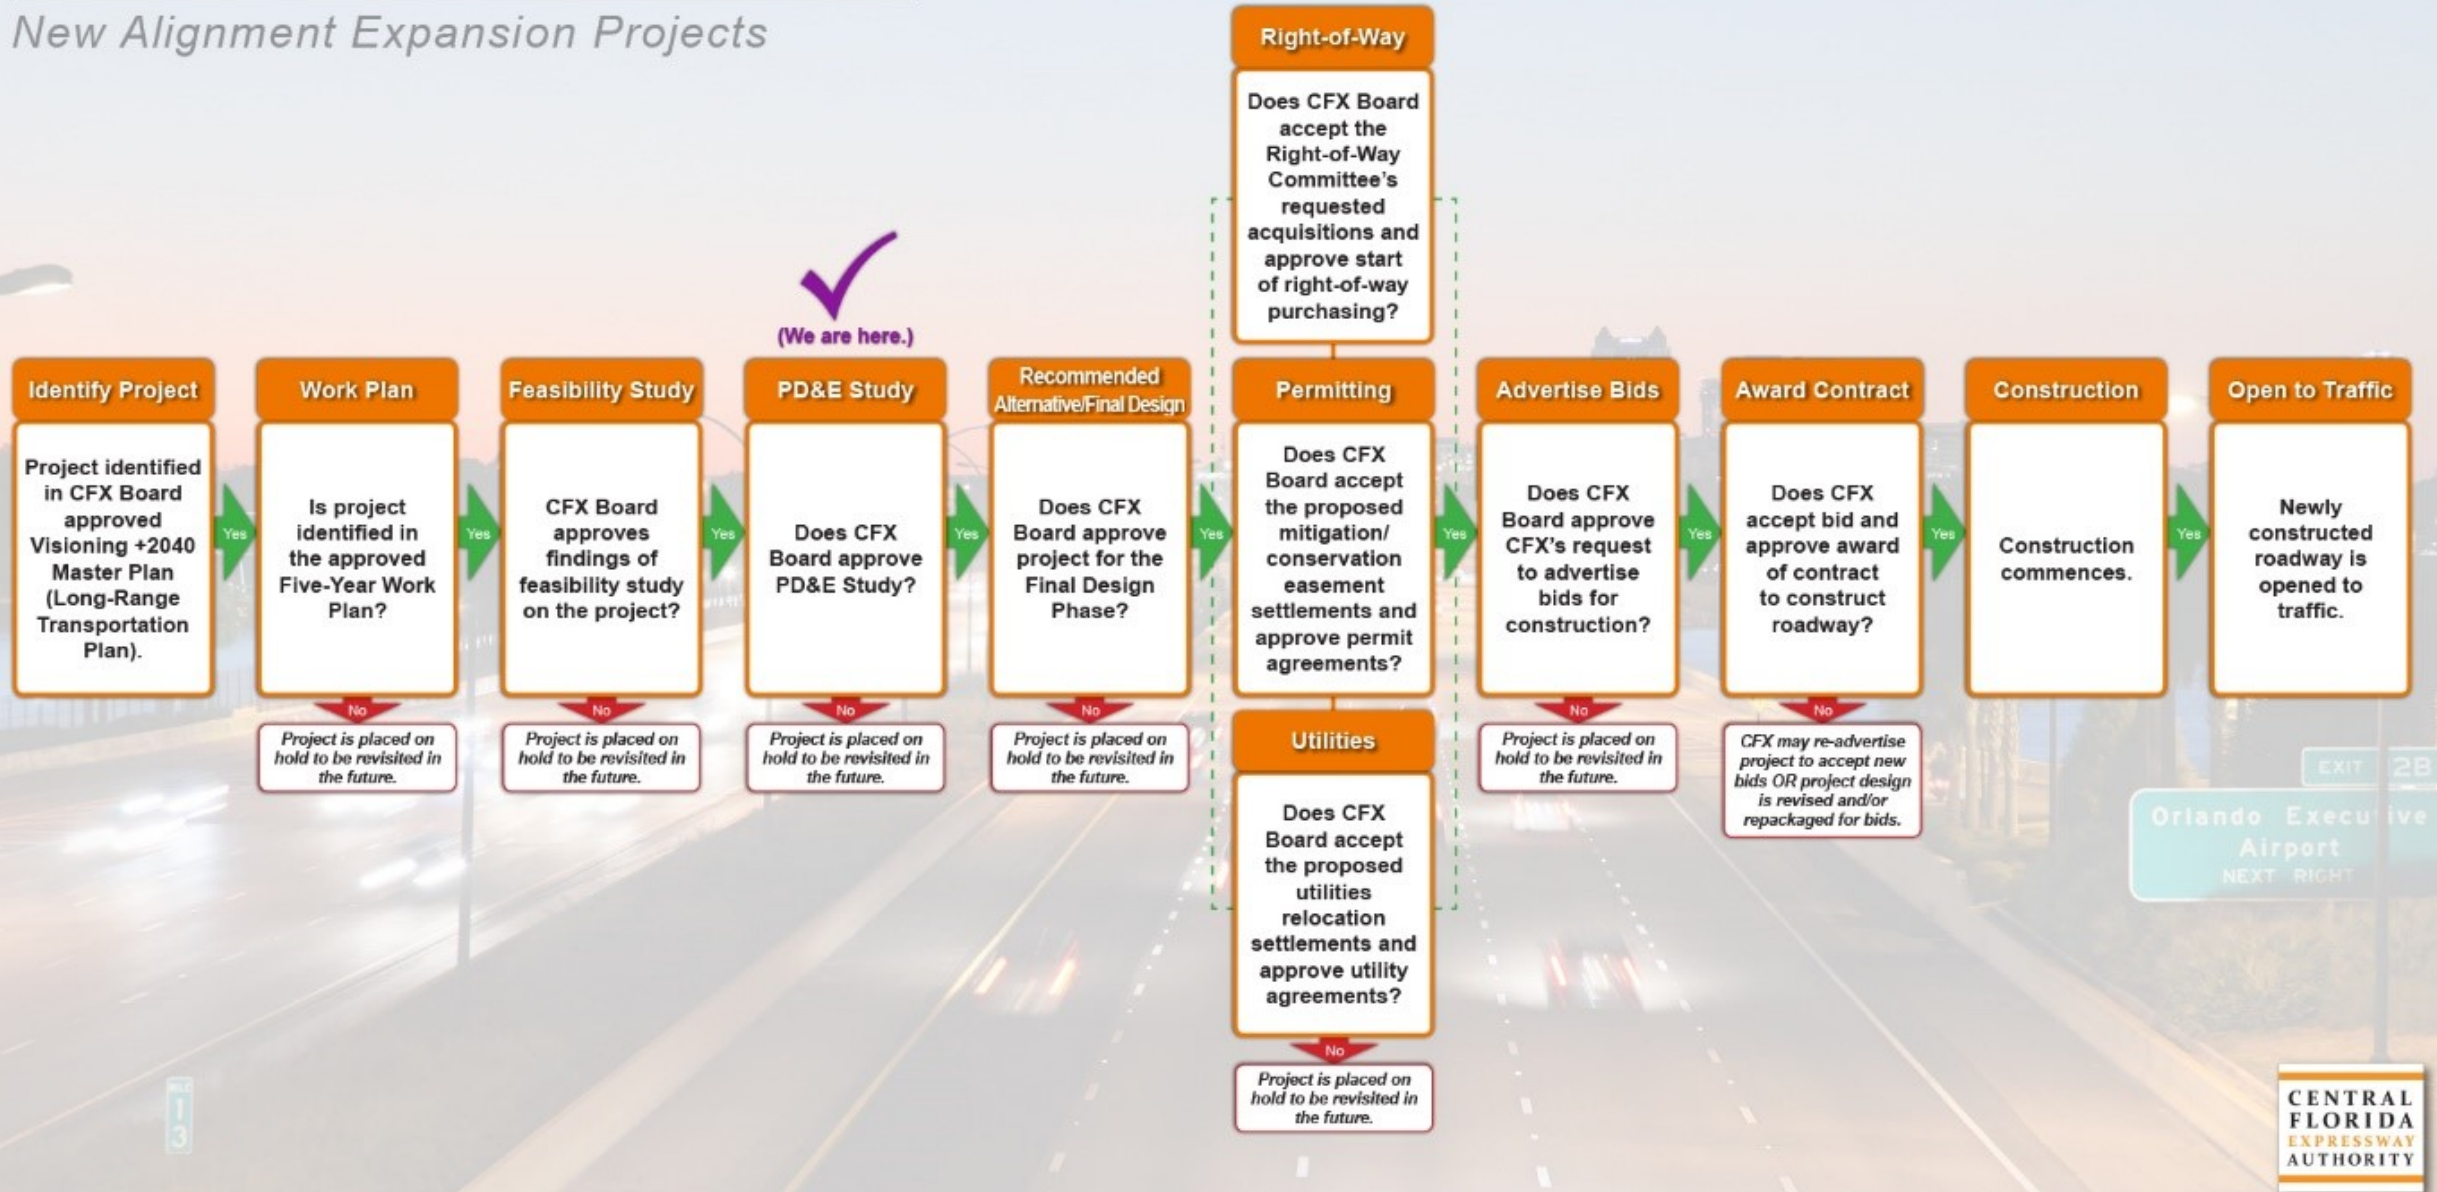 New Alignment Expansion Projects
Right-of-Way
Does CFX Board
accept the
Right-of-Way
Committee's
requested
acquisitions and
approve start
of right-of-way
purchasing?
(We are here.)
Identify Project
Project identified
in CFX Board
approved
Visioning +2040
Master Plan
(Long-Range
Transportation
Plan).
Yes
Work Plan
Is project
identified in
the approved
Five-Year Work
Plan?
No
Project is placed on
hold to be revisited in
the future.
Yes
Feasibility Study
CFX Board
approves
findings of
feasibility study
on the project?
No
Project is placed on
hold to be revisited in
the future.
Yes
PD&E Study
Does CFX
Board approve
PD&E Study?
No
Project is placed on
hold to be revisited in
the future.
Yes
Recommended
Alternative/Final Design
Does CFX
Board approve
project for the
Final Design
Phase?
No
Project is placed on
hold to be revisited in
the future.
Yes
Permitting
Does CFX
Board accept
the proposed
mitigation/
conservation
easement
settlements and
approve permit
agreements?
Utilities
Does CFX
Board accept
the proposed
utilities
relocation
settlements and
approve utility
agreements?
No
Project is placed on
hold to be revisited in
the future.
Yes
Advertise Bids
Does CFX
Board approve
CFX's request
to advertise
bids for
construction?
No
Project is placed on
hold to be revisited in
the future.
Yes
Award Contract
Does CFX
accept bid and
approve award
of contract
to construct
roadway?
No
CFX may re-advertise
project to accept new
bids OR project design
is revised and/or
repackaged for bids.
Yes
Construction
Construction
commences.
Yes
Open to Traffic
Newly
constructed
roadway is
opened to
traffic.
EXIT 2B
Orlando Executive
Airport
NEXT RIGHT
MILE
1
3
CENTRAL
FLORIDA
EXPRESSWAY
AUTHORITY